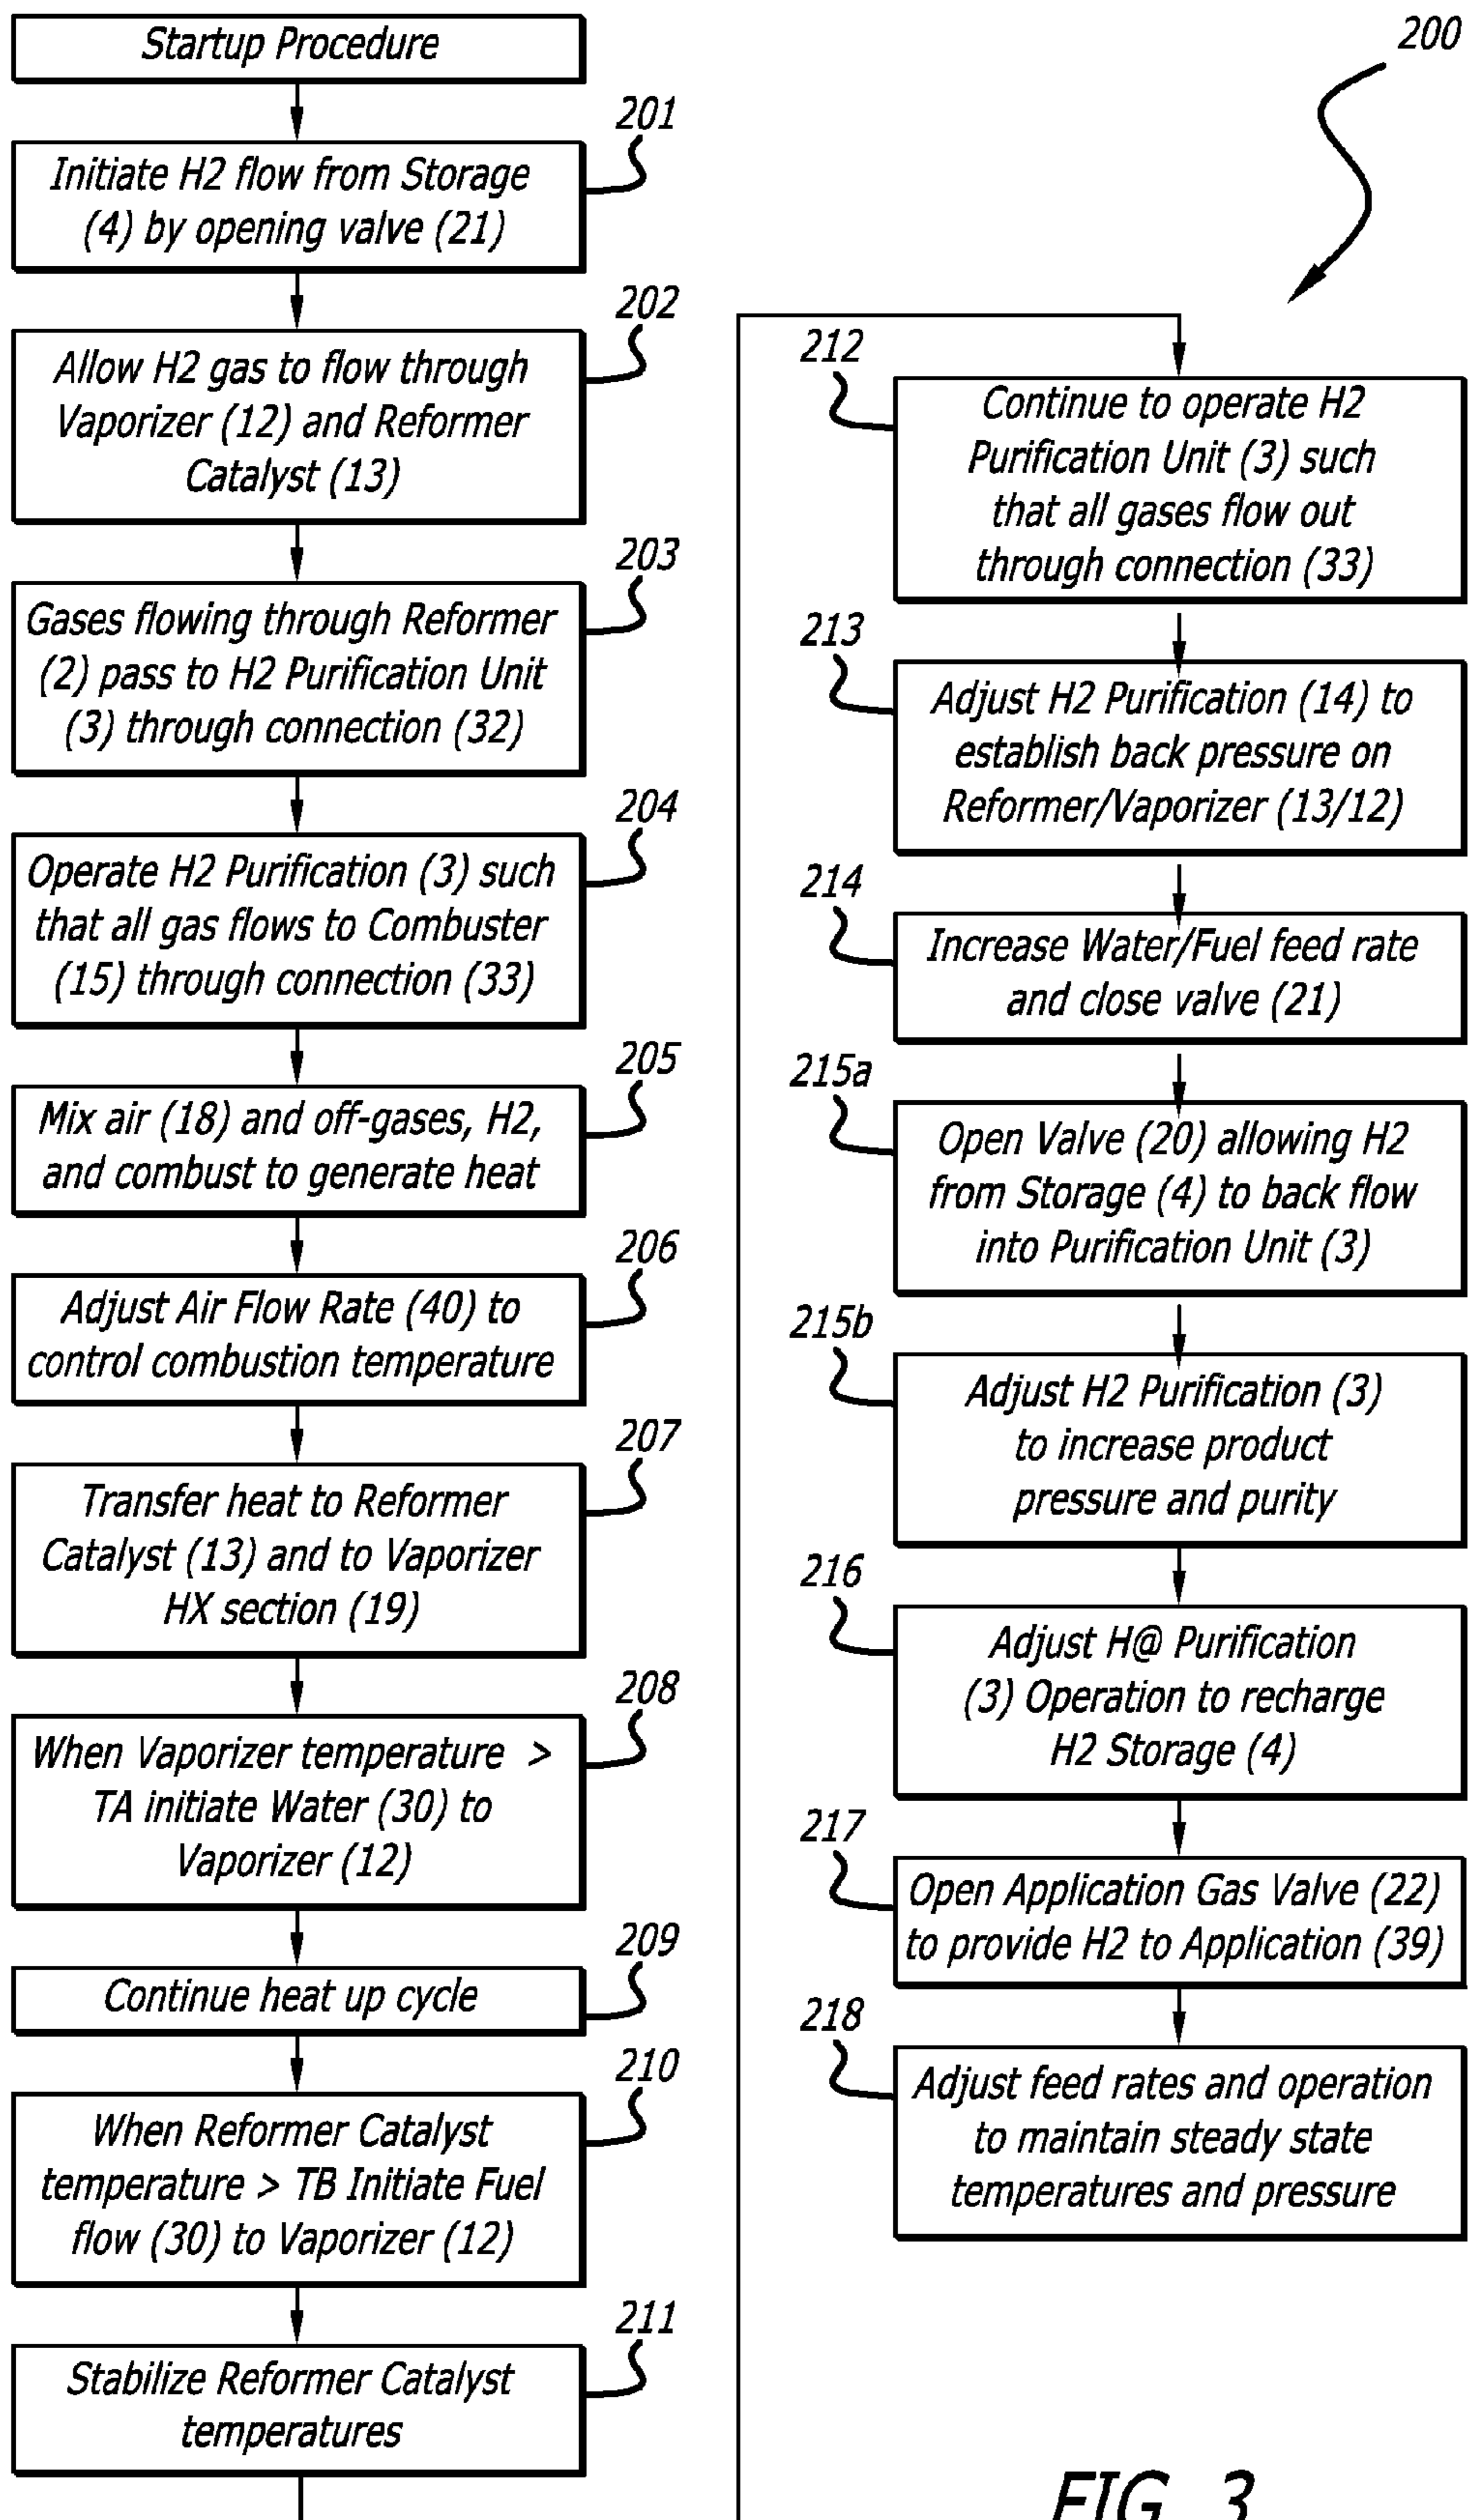 Startup Procedure
201
Initiate H2 flow from Storage
(4) by opening valve (21)
202
Allow H2 gas to flow through
Vaporizer (12) and Reformer
Catalyst (13)
203
Gases flowing through Reformer
(2) pass to H2 Purification Unit
(3) through connection (32)
204
Operate H2 Purification (3) such
that all gas flows to Combuster
(15) through connection (33)
205
Mix air (18) and off-gases, H2,
and combust to generate heat
206
Adjust Air Flow Rate (40) to
control combustion temperature
207
Transfer heat to Reformer
Catalyst (13) and to Vaporizer
HX section (19)
208
When Vaporizer temperature >
TA initiate Water (30) to
Vaporizer (12)
209
Continue heat up cycle
210
When Reformer Catalyst
temperature > TB Initiate Fuel
flow (30) to Vaporizer (12)
211
Stabilize Reformer Catalyst
temperatures
200
212
Continue to operate H2
Purification Unit (3) such
that all gases flow out
through connection (33)
213
Adjust H2 Purification (14) to
establish back pressure on
Reformer/Vaporizer (13/12)
214
Increase Water/Fuel feed rate
and close valve (21)
215a
Open Valve (20) allowing H2
from Storage (4) to back flow
into Purification Unit (3)
215b
Adjust H2 Purification (3)
to increase product
pressure and purity
216
Adjust H@ Purification
(3) Operation to recharge
H2 Storage (4)
217
Open Application Gas Valve (22)
to provide H2 to Application (39)
218
Adjust feed rates and operation
to maintain steady state
temperatures and pressure
FIG. 3